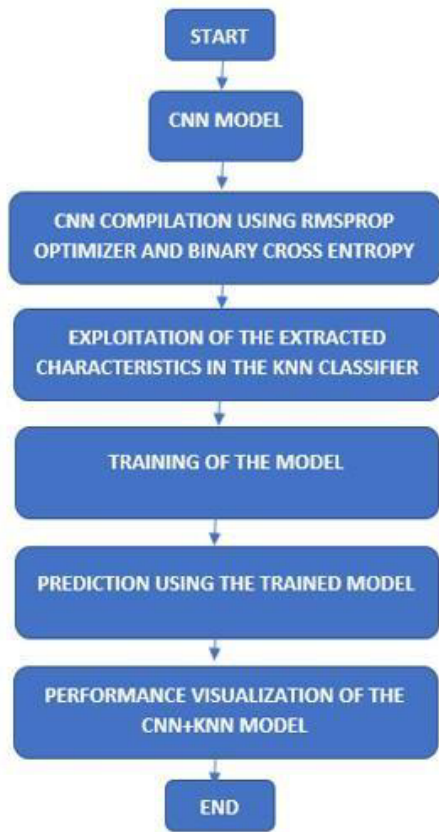 START
CNN MODEL
CNN COMPILATION USING RMSPROP
OPTIMIZER AND BINARY CROSS ENTROPY
EXPLOITATION OF THE EXTRACTED
CHARACTERISTICS IN THE KNN CLASSIFIER
TRAINING OF THE MODEL
PREDICTION USING THE TRAINED MODEL
PERFORMANCE VISUALIZATION OF THE
CNN+KNN MODEL
END